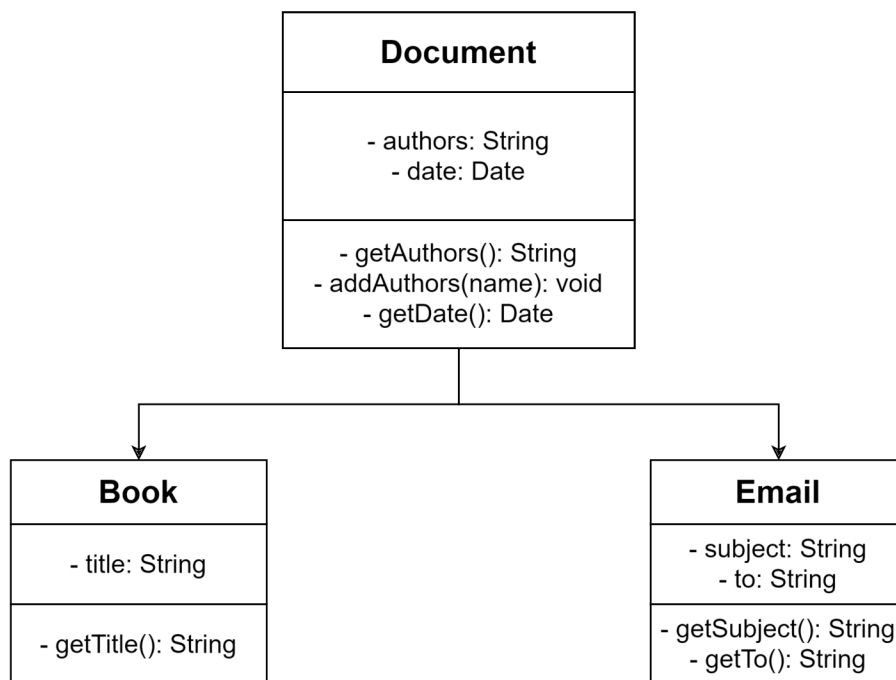 Document
- authors: String
- date: Date
- getAuthors(): String
- addAuthors(name): void
- getDate(): Date
Book
- title: String
- getTitle(): String
Email
- subject: String
- to: String
- getSubject(): String
- getTo(): String